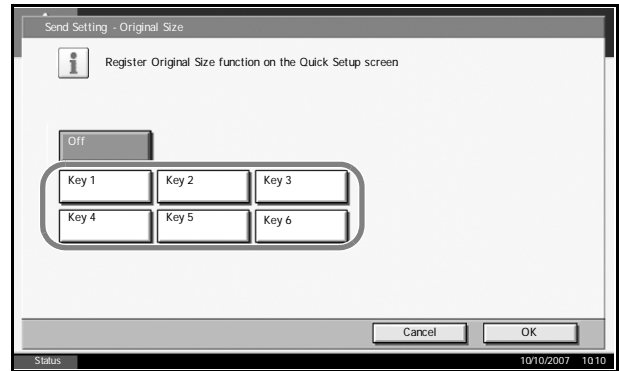 Send Setting - Original Size
Register Original Size function on the Quick Setup screen
Off
Key 1 Key 2 Key 3
Key 4 Key 5 Key 6
Cancel OK
Status 10/10/2007 10:10